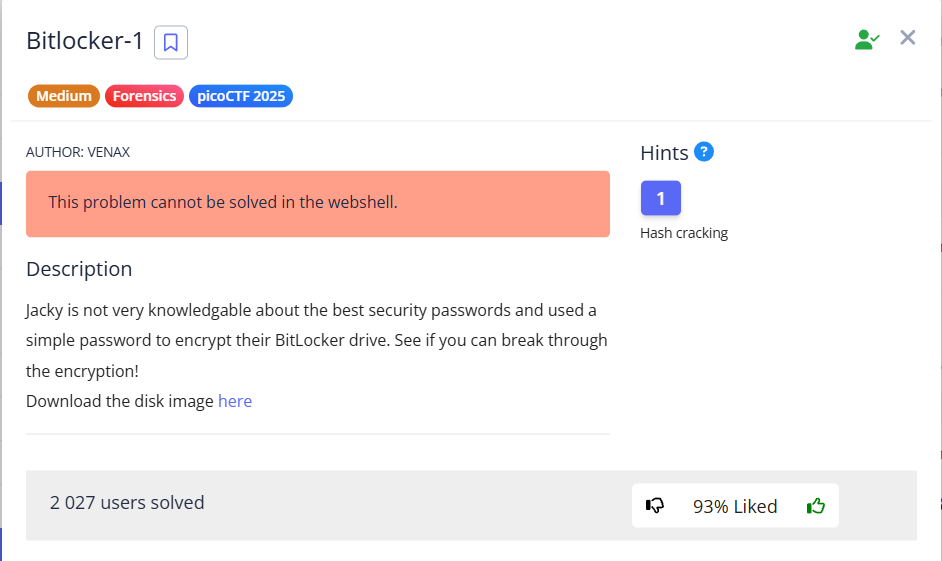 Bitlocker-1
Medium Forensics picoCTF 2025
AUTHOR: VENAX
This problem cannot be solved in the webshell.
Description
Jacky is not very knowledgable about the best security passwords and used a
simple password to encrypt their BitLocker drive. See if you can break through
the encryption!
Download the disk image here
Hints ?
1
Hash cracking
2 027 users solved
93% Liked